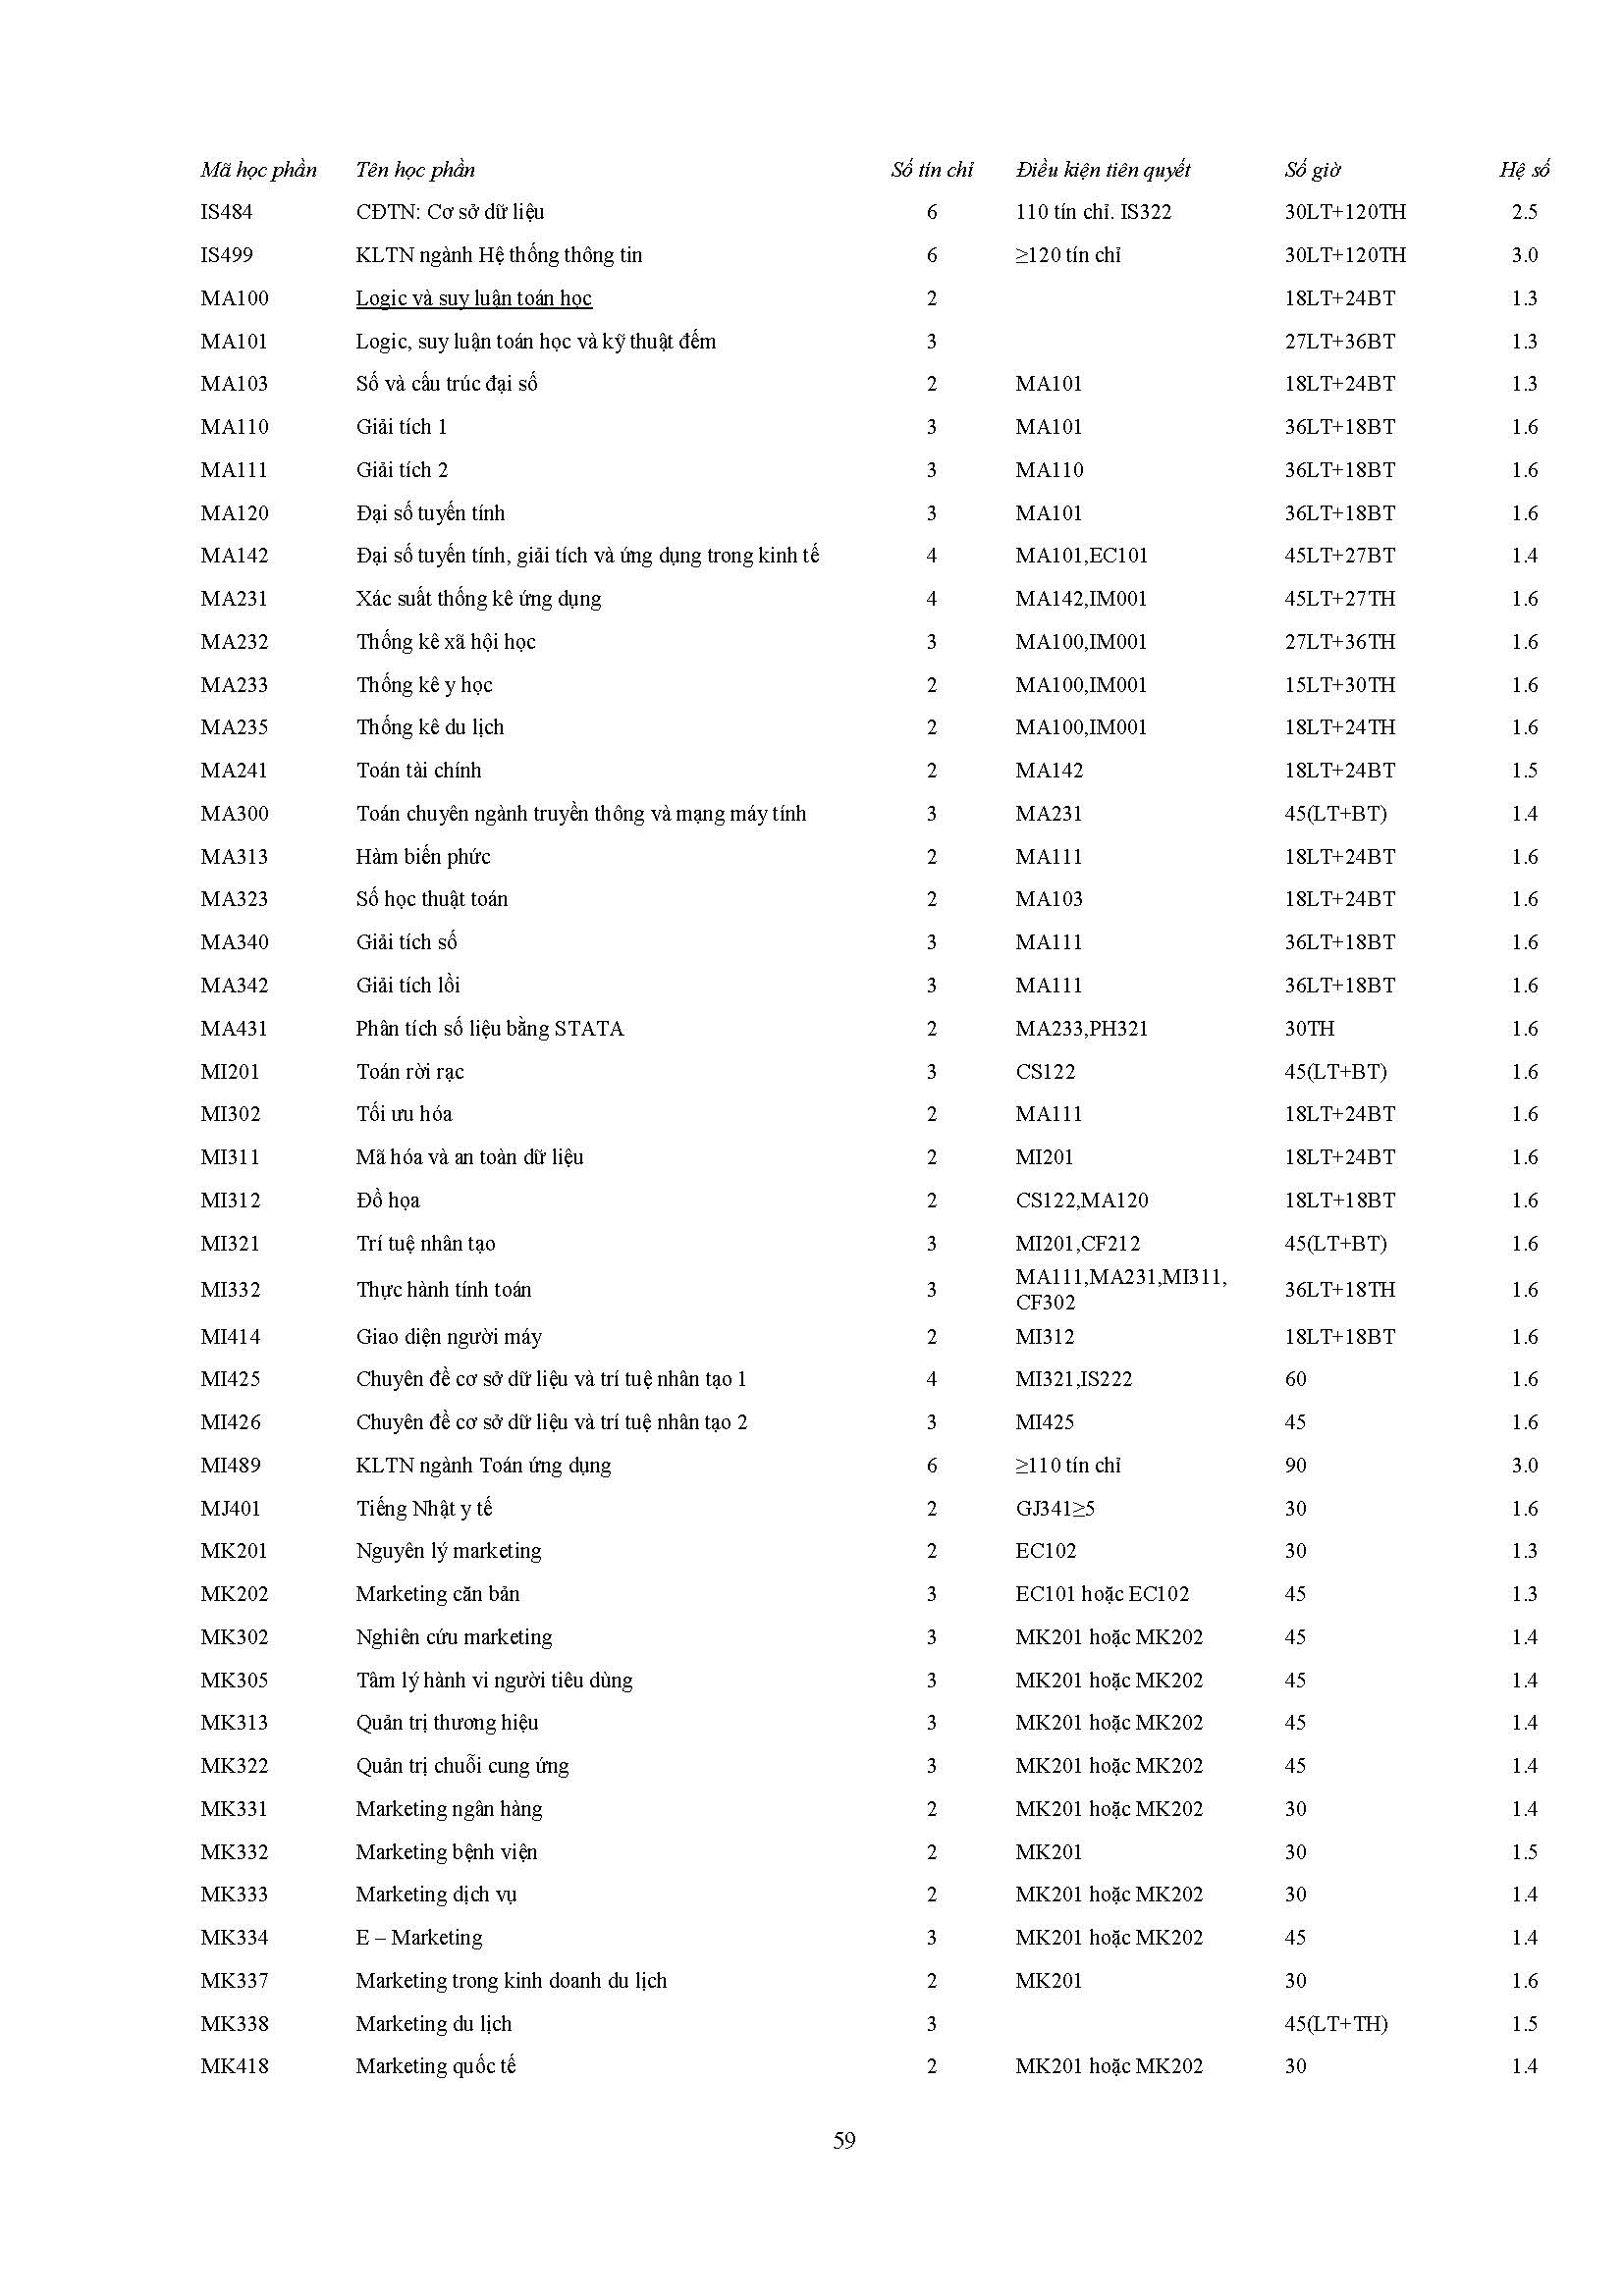 Mã học phần Tên học phần Số tín chỉ Điều kiện tiên quyết Số giờ Hệ số
IS484 CĐTN: Cơ sở dữ liệu 6 110 tín chỉ. IS322 30LT+120TH 2.5
IS499 KLTN ngành Hệ thống thông tin 6 ≥120 tín chỉ 30LT+120TH 3.0
MA100 Logic và suy luận toán học 2 18LT+24BT 1.3
MA101 Logic, suy luận toán học và kỹ thuật đếm 3 27LT+36BT 1.3
MA103 Số và cấu trúc đại số 2 MA101 18LT+24BT 1.3
MA110 Giải tích 1 3 MA101 36LT+18BT 1.6
MA111 Giải tích 2 3 MA110 36LT+18BT 1.6
MA120 Đại số tuyến tính 3 MA101 36LT+18BT 1.6
MA142 Đại số tuyến tính, giải tích và ứng dụng trong kinh tế 4 MA101,EC101 45LT+27BT 1.4
MA231 Xác suất thống kê ứng dụng 4 MA142,IM001 45LT+27TH 1.6
MA232 Thống kê xã hội học 3 MA100,IM001 27LT+36TH 1.6
MA233 Thống kê y học 2 MA100,IM001 15LT+30TH 1.6
MA235 Thống kê du lịch 2 MA100,IM001 18LT+24TH 1.6
MA241 Toán tài chính 2 MA142 18LT+24BT 1.5
MA300 Toán chuyên ngành truyền thông và mạng máy tính 3 MA231 45(LT+BT) 1.4
MA313 Hàm biến phức 2 MA111 18LT+24BT 1.6
MA323 Số học thuật toán 2 MA103 18LT+24BT 1.6
MA340 Giải tích số 3 MA111 36LT+18BT 1.6
MA342 Giải tích lồi 3 MA111 36LT+18BT 1.6
MA431 Phân tích số liệu bằng STATA 2 MA233,PH321 30TH 1.6
MI201 Toán rời rạc 3 CS122 45(LT+BT) 1.6
MI302 Tối ưu hóa 2 MA111 18LT+24BT 1.6
MI311 Mã hóa và an toàn dữ liệu 2 MI201 18LT+24BT 1.6
MI312 Đồ họa 2 CS122,MA120 18LT+18BT 1.6
MI321 Trí tuệ nhân tạo 3 MI201,CF212 45(LT+BT) 1.6
MI332 Thực hành tính toán 3 MA111,MA231,MI311, 36LT+18TH 1.6
CF302
MI414 Giao diện người máy 2 MI312 18LT+18BT 1.6
MI425 Chuyên đề cơ sở dữ liệu và trí tuệ nhân tạo 1 4 MI321,IS222 60 1.6
MI426 Chuyên đề cơ sở dữ liệu và trí tuệ nhân tạo 2 3 MI425 45 1.6
MI489 KLTN ngành Toán ứng dụng 6 ≥110 tín chỉ 90 3.0
MJ401 Tiếng Nhật y tế 2 GJ341≥5 30 1.6
MK201 Nguyên lý marketing 2 EC102 30 1.3
MK202 Marketing căn bản 3 EC101 hoặc EC102 45 1.3
MK302 Nghiên cứu marketing 3 MK201 hoặc MK202 45 1.4
MK305 Tâm lý hành vi người tiêu dùng 3 MK201 hoặc MK202 45 1.4
MK313 Quản trị thương hiệu 3 MK201 hoặc MK202 45 1.4
MK322 Quản trị chuỗi cung ứng 3 MK201 hoặc MK202 45 1.4
MK331 Marketing ngân hàng 2 MK201 hoặc MK202 30 1.4
MK332 Marketing bệnh viện 2 MK201 30 1.5
MK333 Marketing dịch vụ 2 MK201 hoặc MK202 30 1.4
MK334 E – Marketing 3 MK201 hoặc MK202 45 1.4
MK337 Marketing trong kinh doanh du lịch 2 MK201 30 1.6
MK338 Marketing du lịch 3 45(LT+TH) 1.5
MK418 Marketing quốc tế 2 MK201 hoặc MK202 30 1.4
59